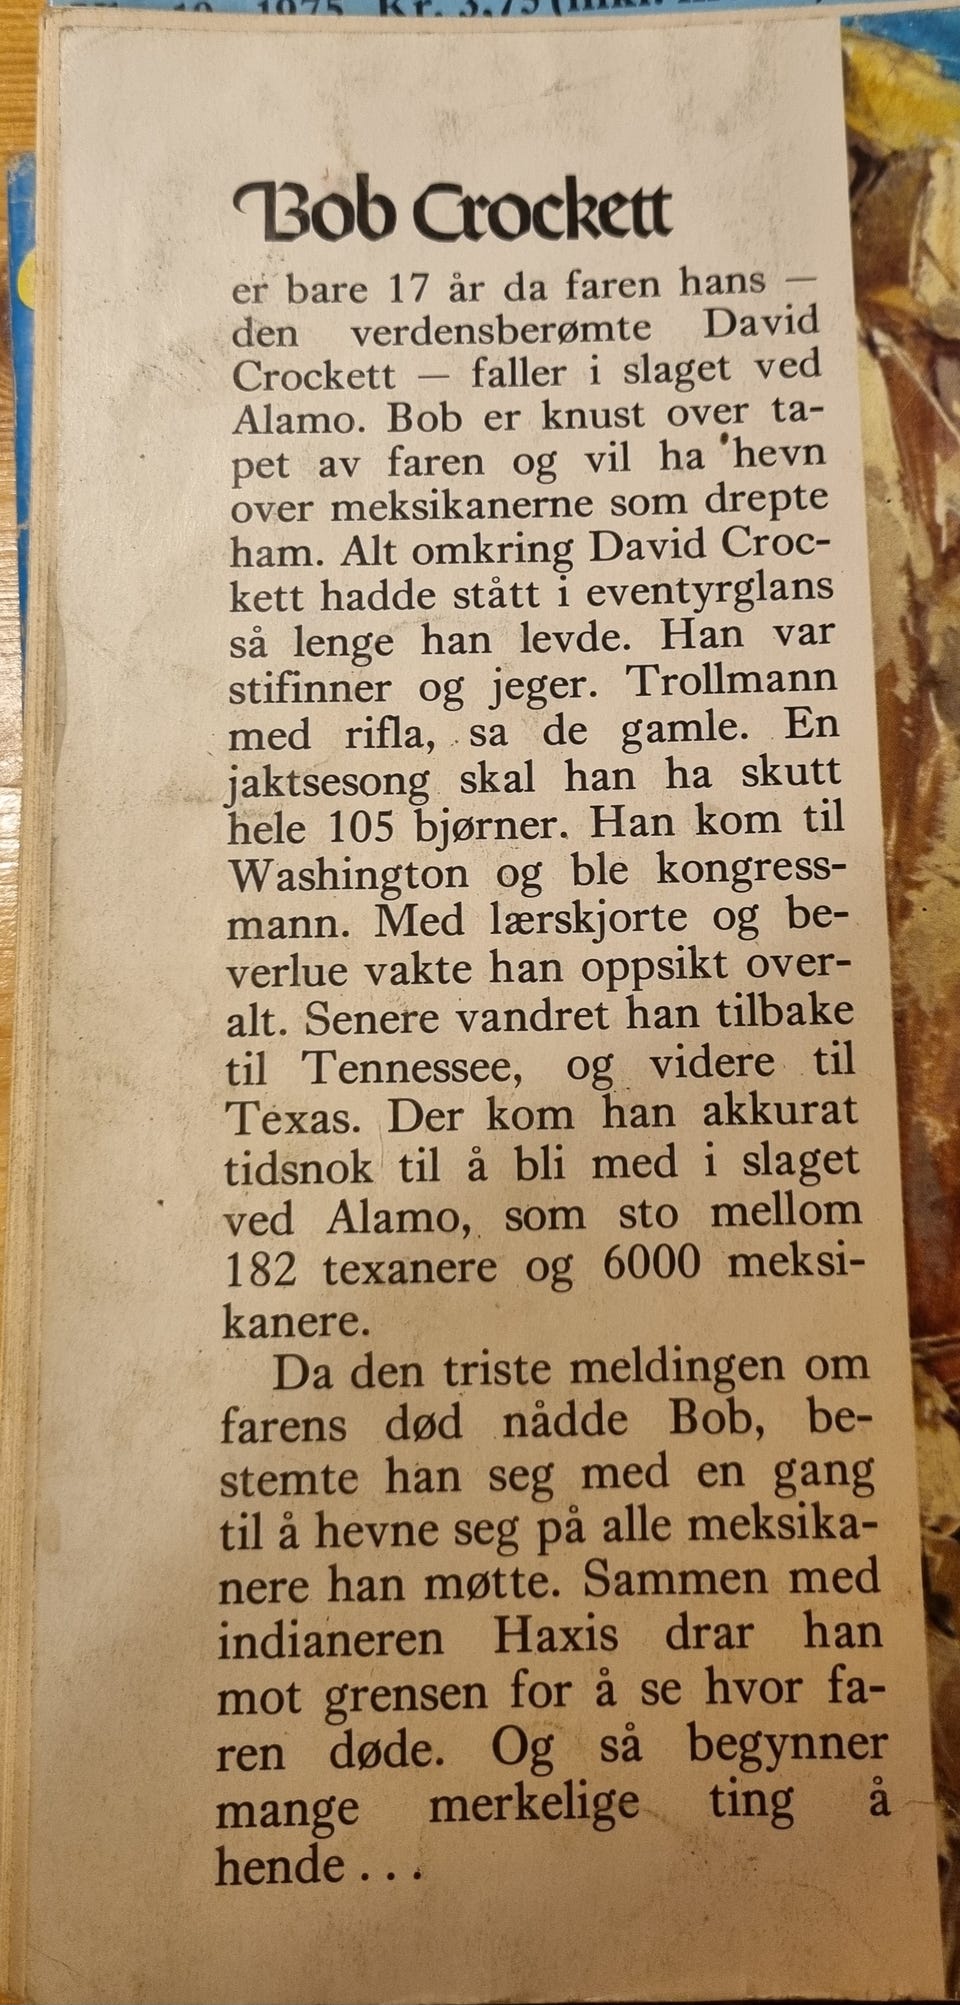 1975 Kr. 3,75
Bob Crockett
er bare 17 år da faren hans —
den verdensberømte David
Crockett — faller i slaget ved
Alamo. Bob er knust over ta-
pet av faren og vil ha hevn
over meksikanerne som drepte
ham. Alt omkring David Croc-
kett hadde stått i eventyrglans
så lenge han levde. Han var
stifinner og jeger. Trollmann
med rifla, sa de gamle. En
jaktsesong skal han ha skutt
hele 105 bjørner. Han kom til
Washington og ble kongress-
mann. Med lærskjorte og be-
verlue vakte han oppsikt over-
alt. Senere vandret han tilbake
til Tennessee, og videre til
Texas. Der kom han akkurat
tidsnok til å bli med i slaget
ved Alamo, som sto mellom
182 texanere og 6000 meksi-
kanere.
Da den triste meldingen om
farens død nådde Bob, be-
stemte han seg med en gang
til å hevne seg på alle meksika-
nere han møtte. Sammen med
indianeren Haxis drar han
mot grensen for å se hvor fa-
ren døde. Og så begynner
mange merkelige ting å
hende . . .